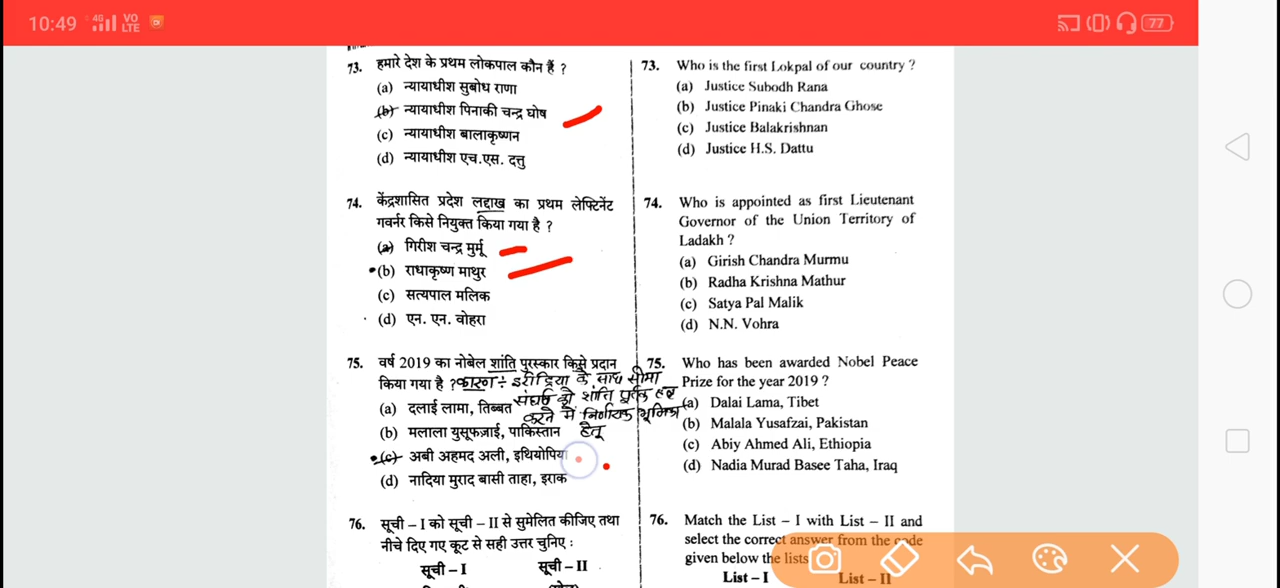 10:49 4G VO LTE 77
73. हमारे देश के प्रथम लोकपाल कौन हैं ?
(a) न्यायाधीश सुबोध राणा
(b) न्यायाधीश पिनाकी चन्द्र घोष
(c) न्यायाधीश बालाकृष्णन
(d) न्यायाधीश एच.एस. दत्तु
74. केंद्रशासित प्रदेश लद्दाख का प्रथम लेफ्टिनेंट
गवर्नर किसे नियुक्त किया गया है ?
(a) गिरीश चन्द्र मुर्मू
(b) राधाकृष्ण माथुर
(c) सत्यपाल मलिक
(d) एन. एन. वोहरा
75. वर्ष 2019 का नोबेल शांति पुरस्कार किसे प्रदान
किया गया है ? कारण ÷ इरीट्रिया के साथ सीमा
संघर्ष को शांति पूर्वक हल
(a) दलाई लामा, तिब्बत
करने में निर्णायक भूमिका
(b) मलाला युसूफज़ाई, पाकिस्तान हेतू
(c) अबी अहमद अली, इथियोपिया
(d) नादिया मुराद बासी ताहा, इराक
76. सूची – I को सूची – II से सुमेलित कीजिए तथा
नीचे दिए गए कूट से सही उत्तर चुनिए :
सूची – I सूची – II
73. Who is the first Lokpal of our country ?
(a) Justice Subodh Rana
(b) Justice Pinaki Chandra Ghose
(c) Justice Balakrishnan
(d) Justice H.S. Dattu
74. Who is appointed as first Lieutenant
Governor of the Union Territory of
Ladakh ?
(a) Girish Chandra Murmu
(b) Radha Krishna Mathur
(c) Satya Pal Malik
(d) N.N. Vohra
75. Who has been awarded Nobel Peace
Prize for the year 2019 ?
(a) Dalai Lama, Tibet
(b) Malala Yusafzai, Pakistan
(c) Abiy Ahmed Ali, Ethiopia
(d) Nadia Murad Basee Taha, Iraq
76. Match the List – I with List – II and
select the correct answer from the code
given below the lists
List – I List – II